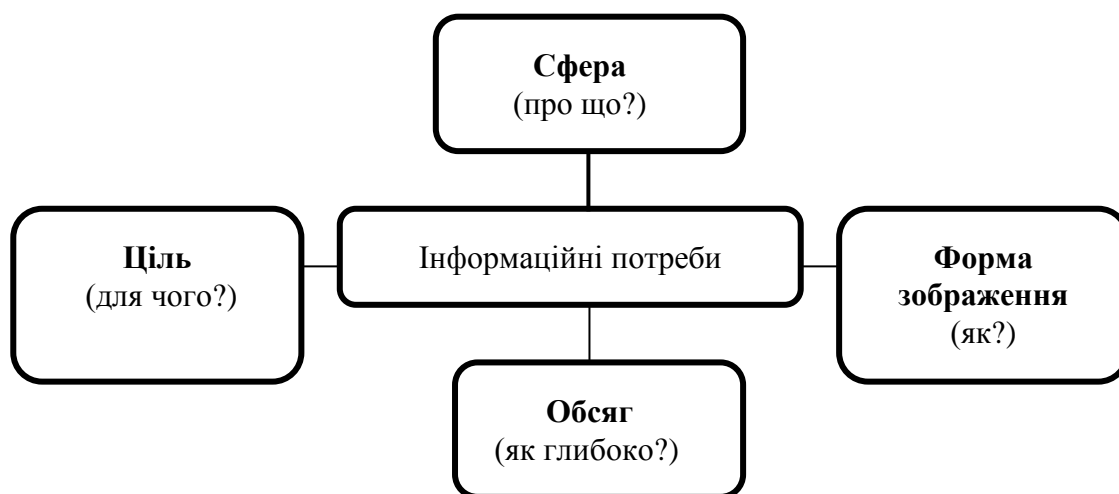 Сфера
(про що?)
Ціль
(для чого?)
Інформаційні потреби
Форма
зображення
(як?)
Обсяг
(як глибоко?)